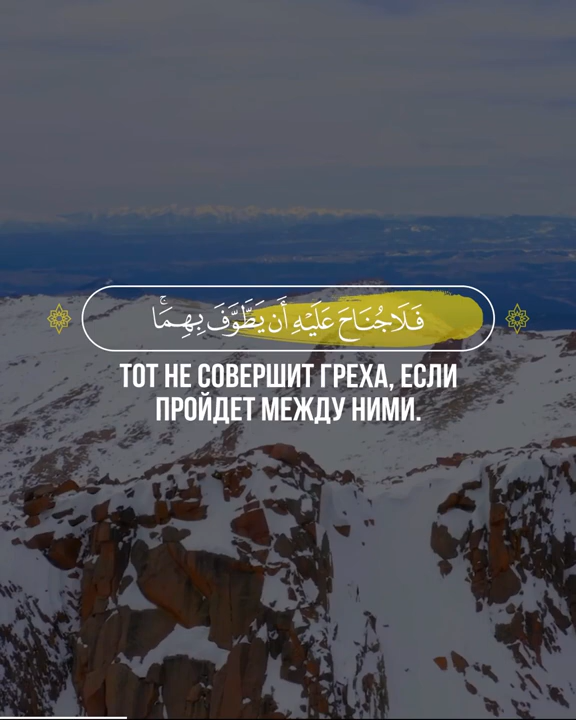 فَلَا جُنَاحَ عَلَيْهِ أَن يَطَّوَّفَ بِهِمَا ۚ
ТОТ НЕ СОВЕРШИТ ГРЕХА, ЕСЛИ
ПРОЙДЕТ МЕЖДУ НИМИ.